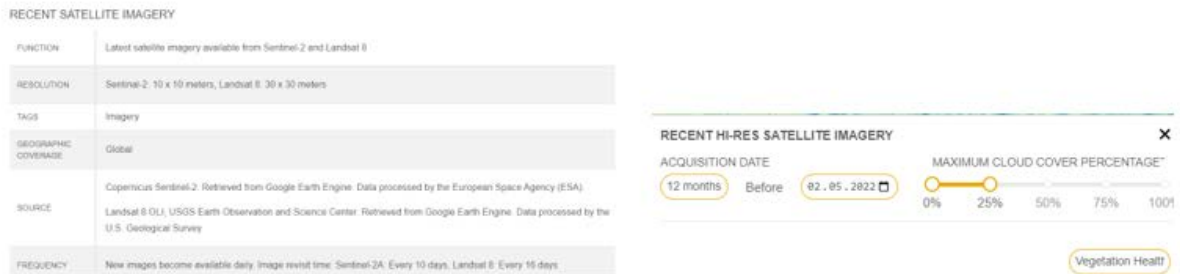 RECENT SATELLITE IMAGERY
FUNCTION
Latest satellite imagery available from Sentinel-2 and Landsat 8
RESOLUTION
Sentinel-2: 10 x 10 meters, Landsat 8: 30 x 30 meters
TAGS
Imagery
GEOGRAPHIC
COVERAGE
Global
SOURCE
Copernicus Sentinel-2. Retrieved from Google Earth Engine. Data processed by the European Space Agency (ESA).
Landsat 8 OLI, USGS Earth Observation and Science Center. Retrieved from Google Earth Engine. Data processed by the
U.S. Geological Survey
FREQUENCY
New images become available daily. Image revisit time: Sentinel-2A: Every 10 days, Landsat 8: Every 16 days
RECENT HI-RES SATELLITE IMAGERY
ACQUISITION DATE
MAXIMUM CLOUD COVER PERCENTAGE
12 months Before 02.05.2022
0% 25% 50% 75% 100%
Vegetation Healt